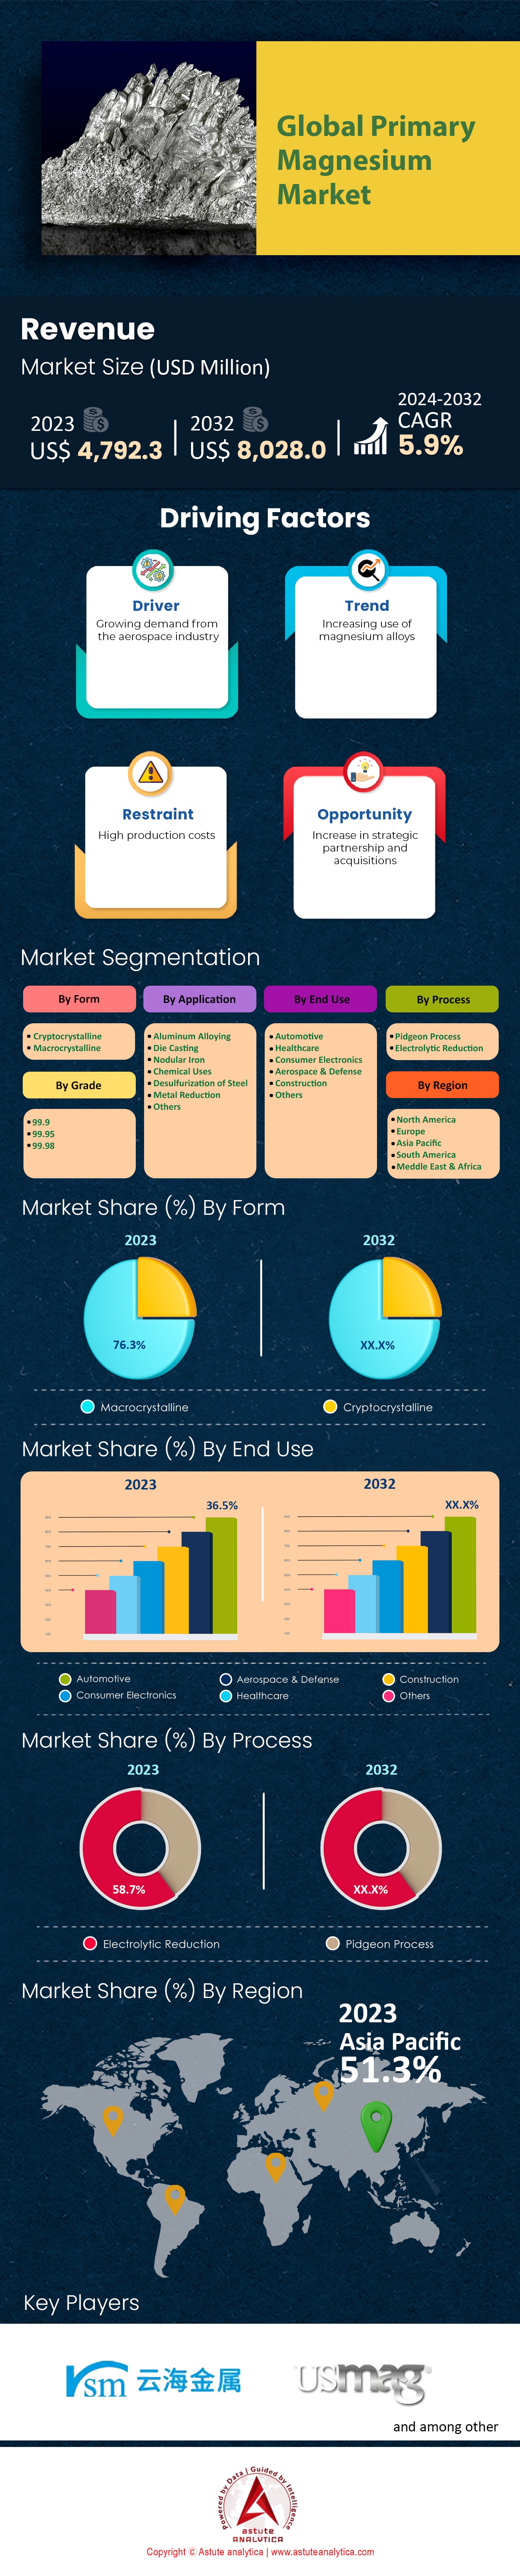 Global Primary
Magnesium
Market
Revenue
Market Size (USD Million)
2023
US$ 4,792.3
2032
US$ 8,028.0
2024-2032
CAGR
5.9%
Driving Factors
Driver
Growing demand from
the aerospace industry
Trend
Increasing use of
magnesium alloys
Restraint
High production costs
Opportunity
Increase in strategic
partnership and
acquisitions
Market Segmentation
By Form
Cryptocrystalline
Macrocrystalline
By Grade
99.9
99.95
99.98
By Application
Aluminum Alloying
Die Casting
Nodular Iron
Chemical Uses
Desulfurization of Steel
Metal Reduction
Others
By End Use
Automotive
Healthcare
Consumer Electronics
Aerospace & Defense
Construction
Others
By Process
Pidgeon Process
Electrolytic Reduction
By Region
North America
Europe
Asia Pacific
South America
Meddle East & Africa
Market Share (%) By Form
2023
76.3%
2032
XX.X%
Macrocrystalline
Cryptocrystalline
Market Share (%) By End Use
2023
36.5%
2032
XX.X%
Automotive
Aerospace & Defense
Construction
Consumer Electronics
Healthcare
Others
Market Share (%) By Process
2023
58.7%
2032
XX.X%
Electrolytic Reduction
Pidgeon Process
Market Share (%) By Region
2023
Asia Pacific
51.3%
Key Players
rsm 云海金属
usmag®
and among other
Powered by Data | Guided by Intelligence
astute
ANALYTICA
Copyright © Astute analytica | www.astuteanalytica.com